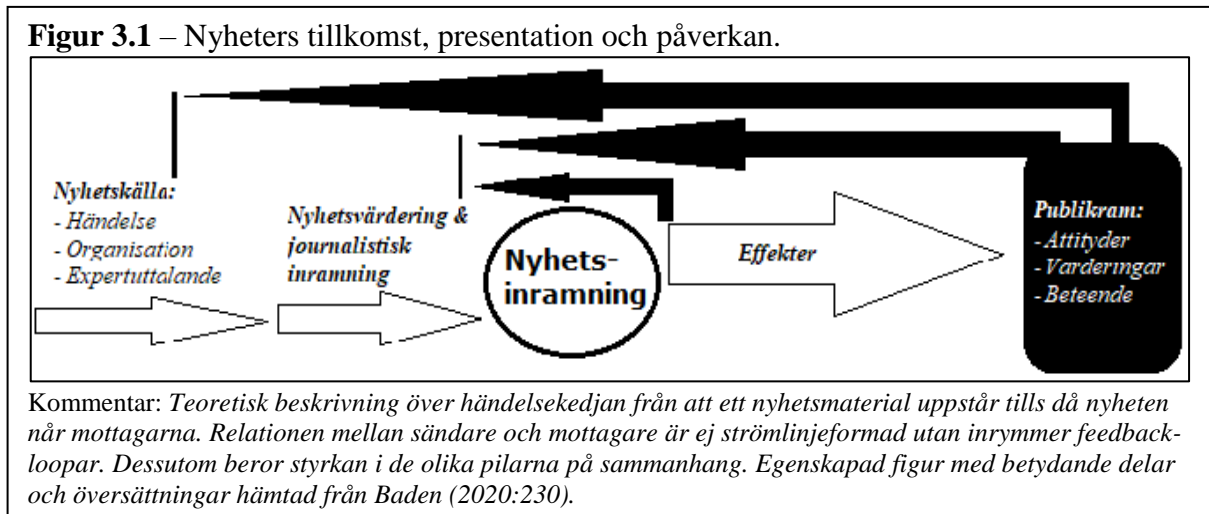 Figur 3.1 – Nyheters tillkomst, presentation och påverkan.
Nyhetskälla:
- Händelse
- Organisation
- Expertuttalande
Nyhetsvärdering &
journalistisk
inramning
Nyhets-
inramning
Effekter
Publikram:
- Attityder
- Varderingar
- Beteende
Kommentar: Teoretisk beskrivning över händelsekedjan från att ett nyhetsmaterial uppstår tills då nyheten
når mottagarna. Relationen mellan sändare och mottagare är ej strömlinjeformad utan inrymmer feedback-
loopar. Dessutom beror styrkan i de olika pilarna på sammanhang. Egenskapad figur med betydande delar
och översättningar hämtad från Baden (2020:230).